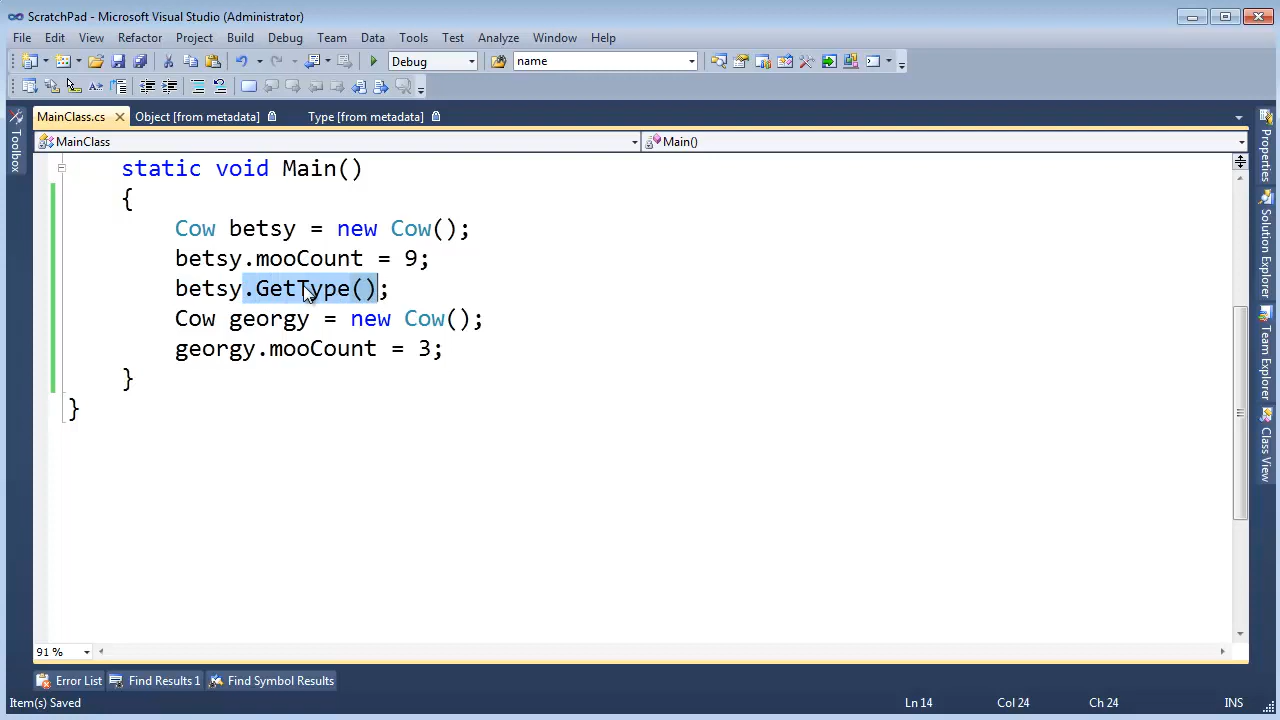 ScratchPad - Microsoft Visual Studio (Administrator)
File Edit View Refactor Project Build Debug Team Data Tools Test Analyze Window Help
Debug name
MainClass.cs Object [from metadata] Type [from metadata]
MainClass Main()
static void Main()
{
Cow betsy = new Cow();
betsy.mooCount = 9;
betsy.GetType();
Cow georgy = new Cow();
georgy.mooCount = 3;
}
}
Toolbox
Properties
Solution Explorer
Team Explorer
Class View
91 %
Error List Find Results 1 Find Symbol Results
Item(s) Saved Ln 14 Col 24 Ch 24 INS